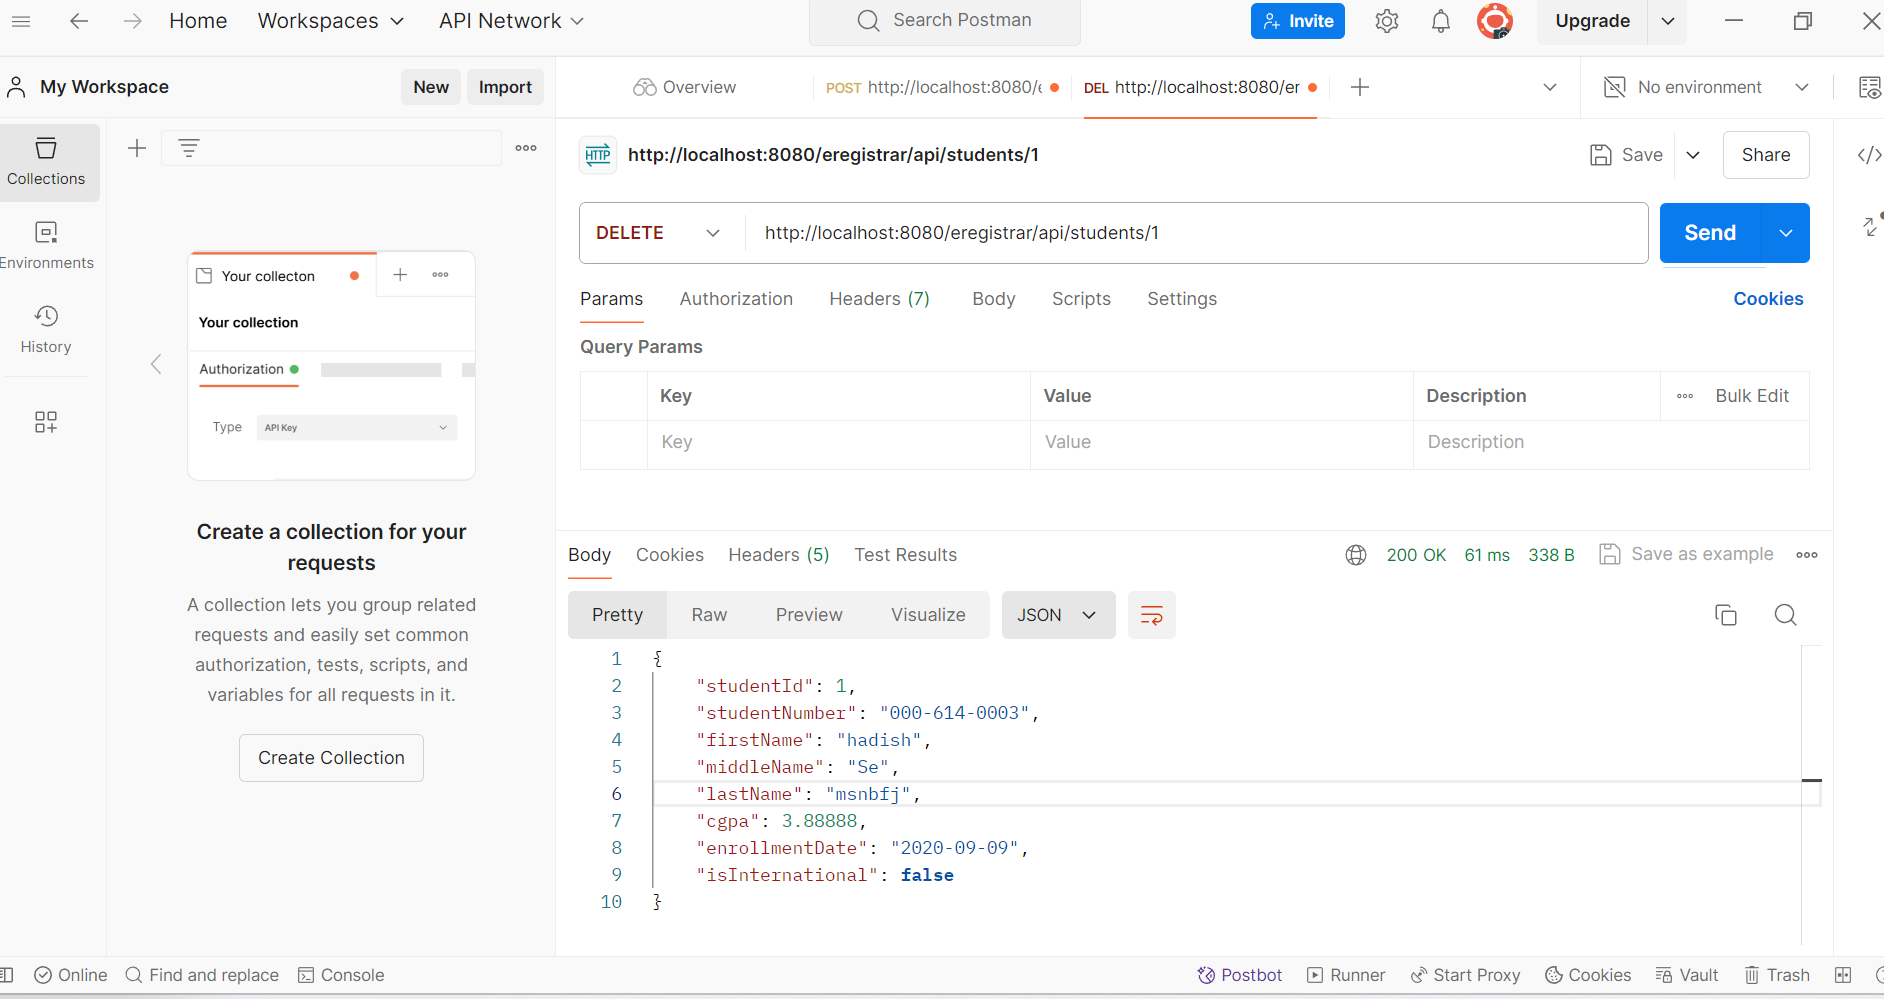 Home Workspaces API Network Search Postman Invite Upgrade
My Workspace New Import Overview POST http://localhost:8080/e DEL http://localhost:8080/er No environment
Collections
Environments
History
Your collecton
Your collection
Authorization
Type API Key
Create a collection for your
requests
A collection lets you group related
requests and easily set common
authorization, tests, scripts, and
variables for all requests in it.
Create Collection
HTTP http://localhost:8080/eregistrar/api/students/1 Save Share
DELETE http://localhost:8080/eregistrar/api/students/1 Send
Params Authorization Headers (7) Body Scripts Settings Cookies
Query Params
Key Value Description Bulk Edit
Key Value Description
Body Cookies Headers (5) Test Results 200 OK 61 ms 338 B Save as example
Pretty Raw Preview Visualize JSON
1 {
2 "studentId": 1,
3 "studentNumber": "000-614-0003",
4 "firstName": "hadish",
5 "middleName": "Se",
6 "lastName": "msnbfj",
7 "cgpa": 3.88888,
8 "enrollmentDate": "2020-09-09",
9 "isInternational": false
10 }
Online Find and replace Console Postbot Runner Start Proxy Cookies Vault Trash